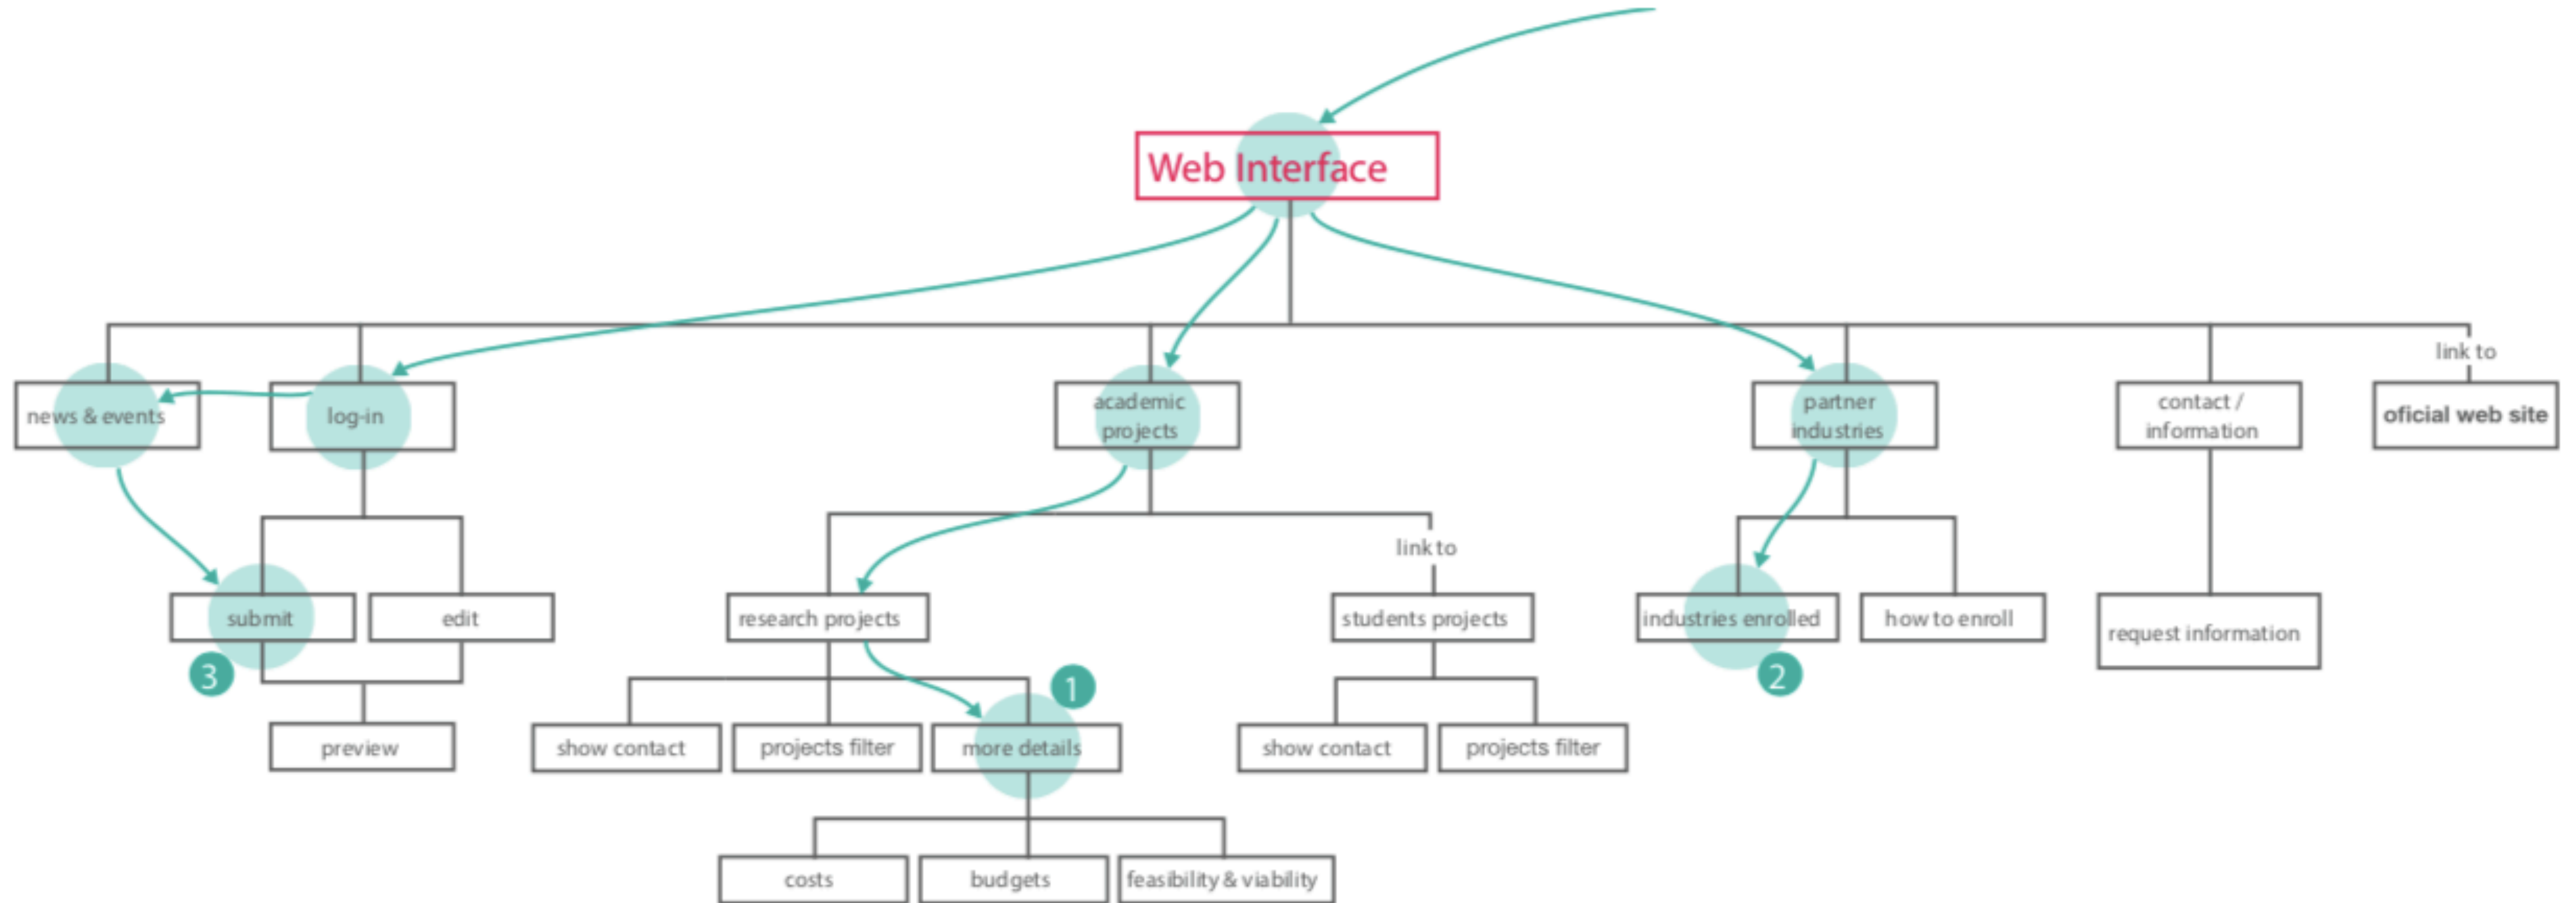 Web Interface
link to
news & events
log-in
academic
projects
partner
industries
contact /
information
oficial web site
link to
submit
edit
research projects
students projects
industries enrolled
how to enroll
request information
3
1
2
preview
show contact
projects filter
more details
show contact
projects filter
costs
budgets
feasibility & viability